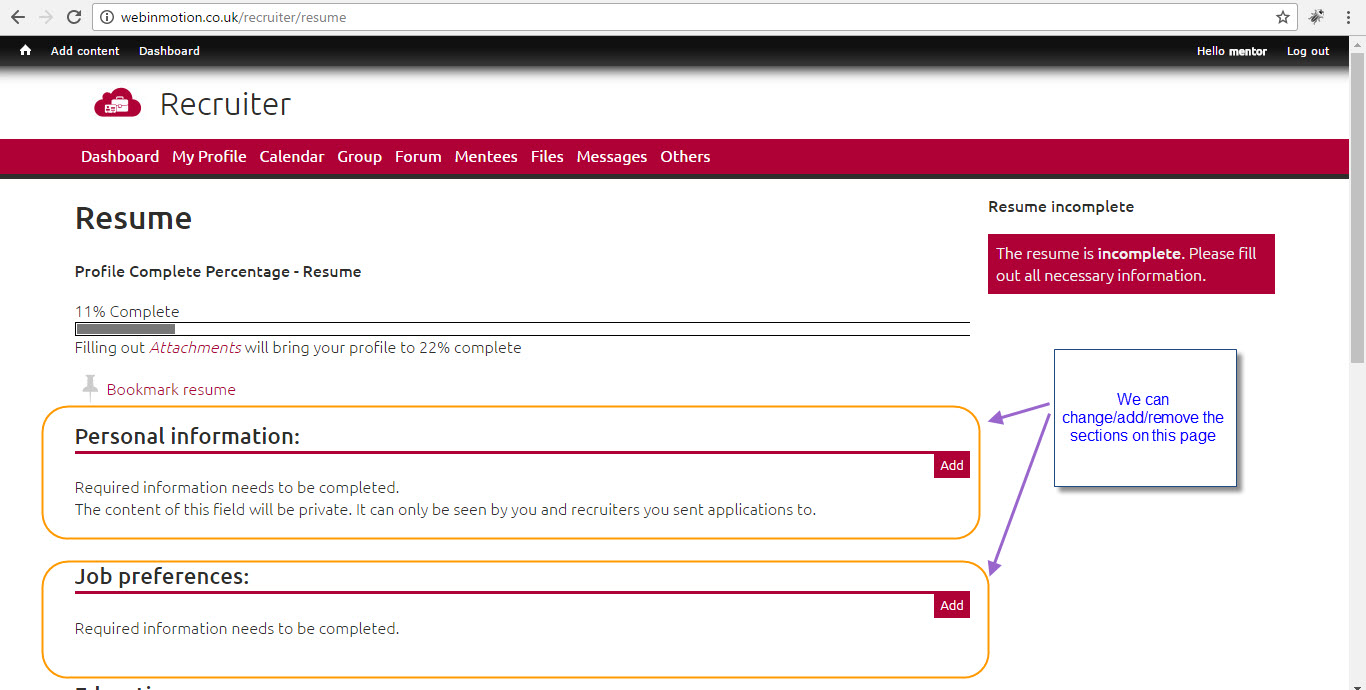 webinmotion.co.uk/recruiter/resume
Add content Dashboard Hello mentor Log out
Recruiter
Dashboard My Profile Calendar Group Forum Mentees Files Messages Others
Resume
Resume incomplete
The resume is incomplete. Please fill
out all necessary information.
Profile Complete Percentage - Resume
11% Complete
Filling out Attachments will bring your profile to 22% complete
Bookmark resume
We can
change/add/remove the
sections on this page
Personal information:
Add
Required information needs to be completed.
The content of this field will be private. It can only be seen by you and recruiters you sent applications to.
Job preferences:
Add
Required information needs to be completed.